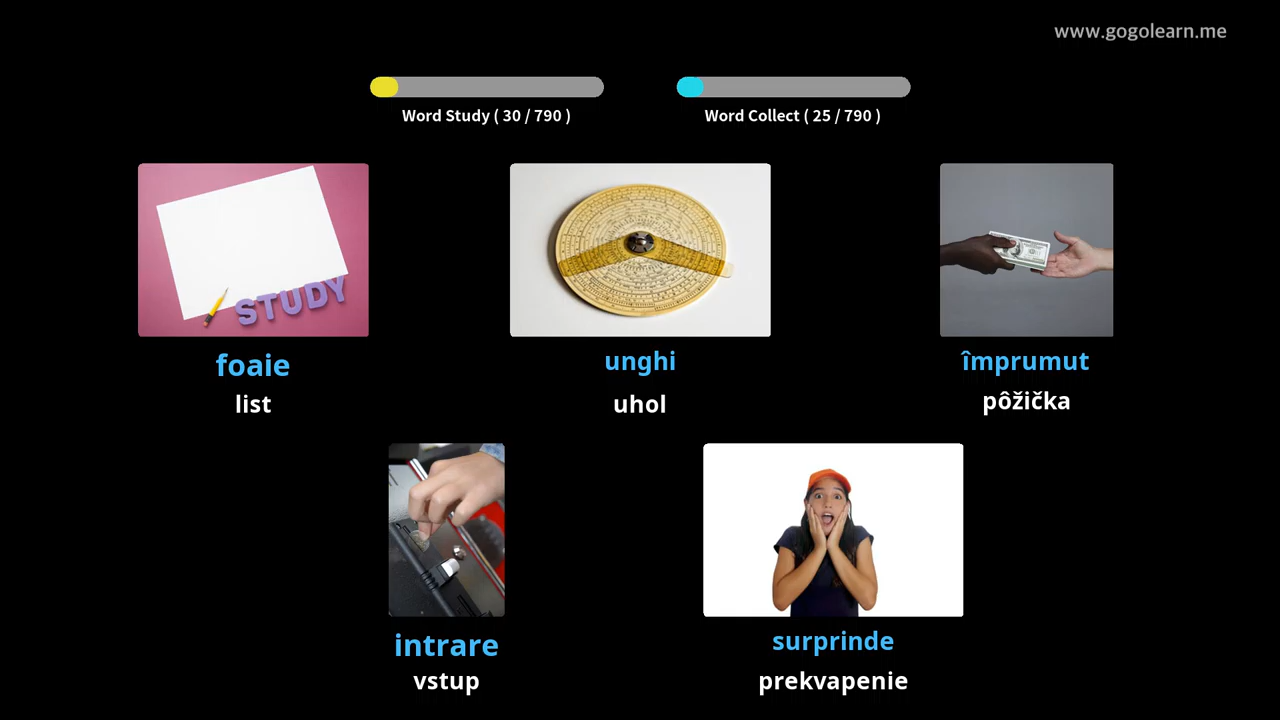 www.gogolearn.me
Word Study ( 30 / 790 )
Word Collect ( 25 / 790 )
STUDY
foaie
list
unghi
uhol
împrumut
pôžička
intrare
vstup
surprinde
prekvapenie